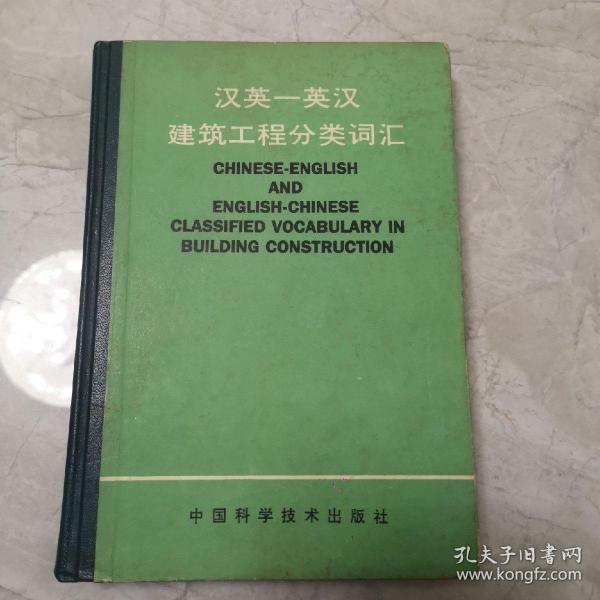 汉英一英汉
建筑工程分类词汇
CHINESE-ENGLISH
AND
ENGLISH-CHINESE
CLASSIFIED VOCABULARY IN
BUILDING CONSTRUCTION
中国科学技术出版社
孔夫子旧书网
www.kongfz.com